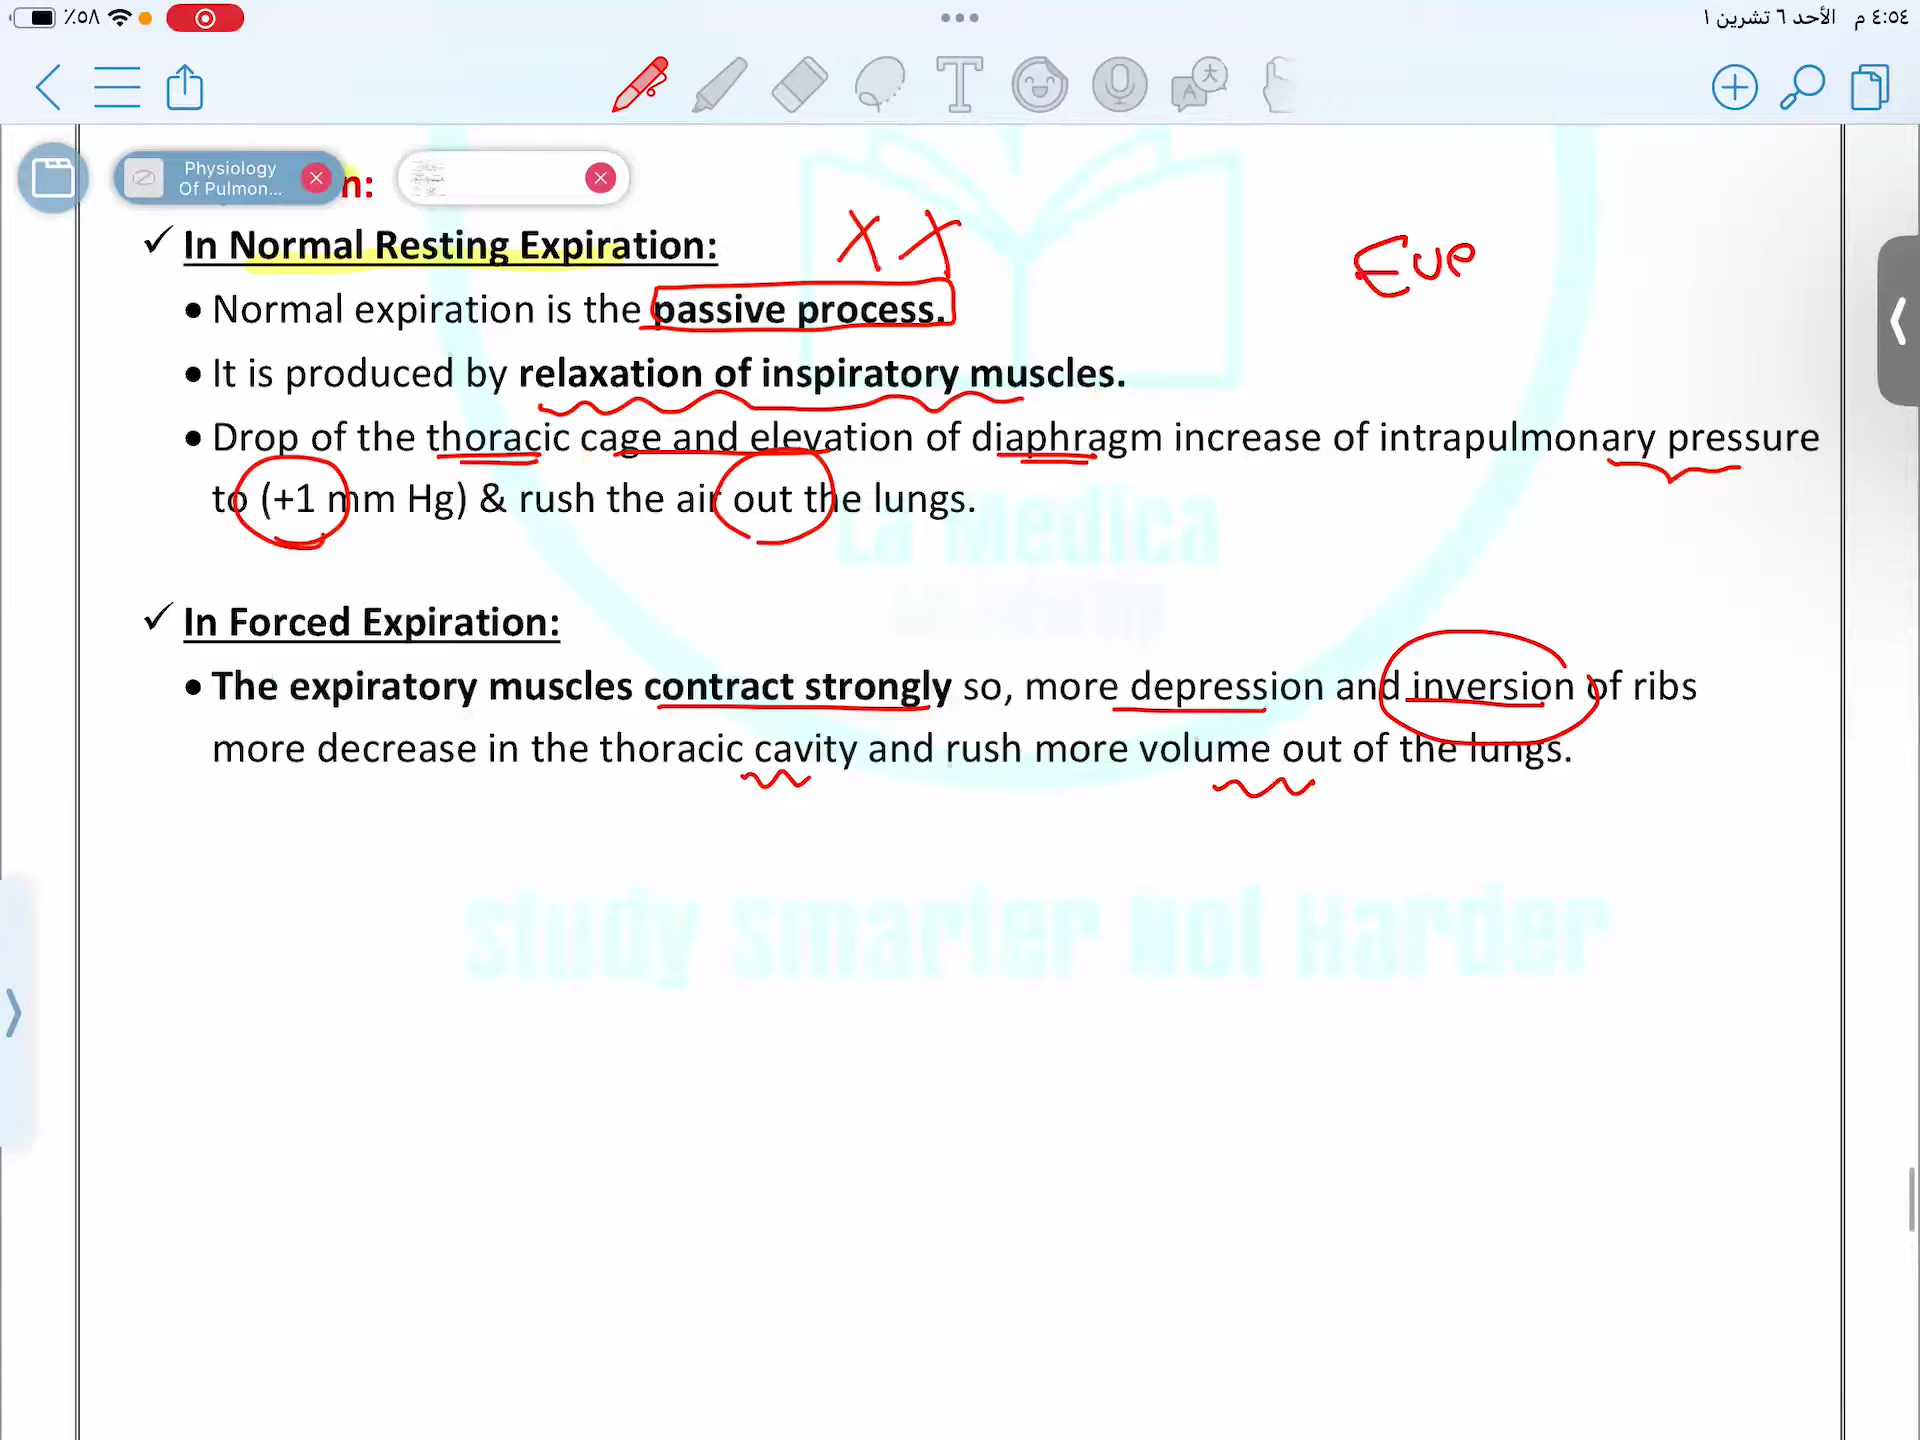 ٪٥٨
٤:٥٤ م الأحد ٦ تشرين ١
Physiology
Of Pulmon...
n:
✓ In Normal Resting Expiration:
X X
Eve
• Normal expiration is the passive process.
• It is produced by relaxation of inspiratory muscles.
• Drop of the thoracic cage and elevation of diaphragm increase of intrapulmonary pressure
to (+1 mm Hg) & rush the air out the lungs.
La Medica
✓ In Forced Expiration:
• The expiratory muscles contract strongly so, more depression and inversion of ribs
more decrease in the thoracic cavity and rush more volume out of the lungs.
Study Smarter Not Harder